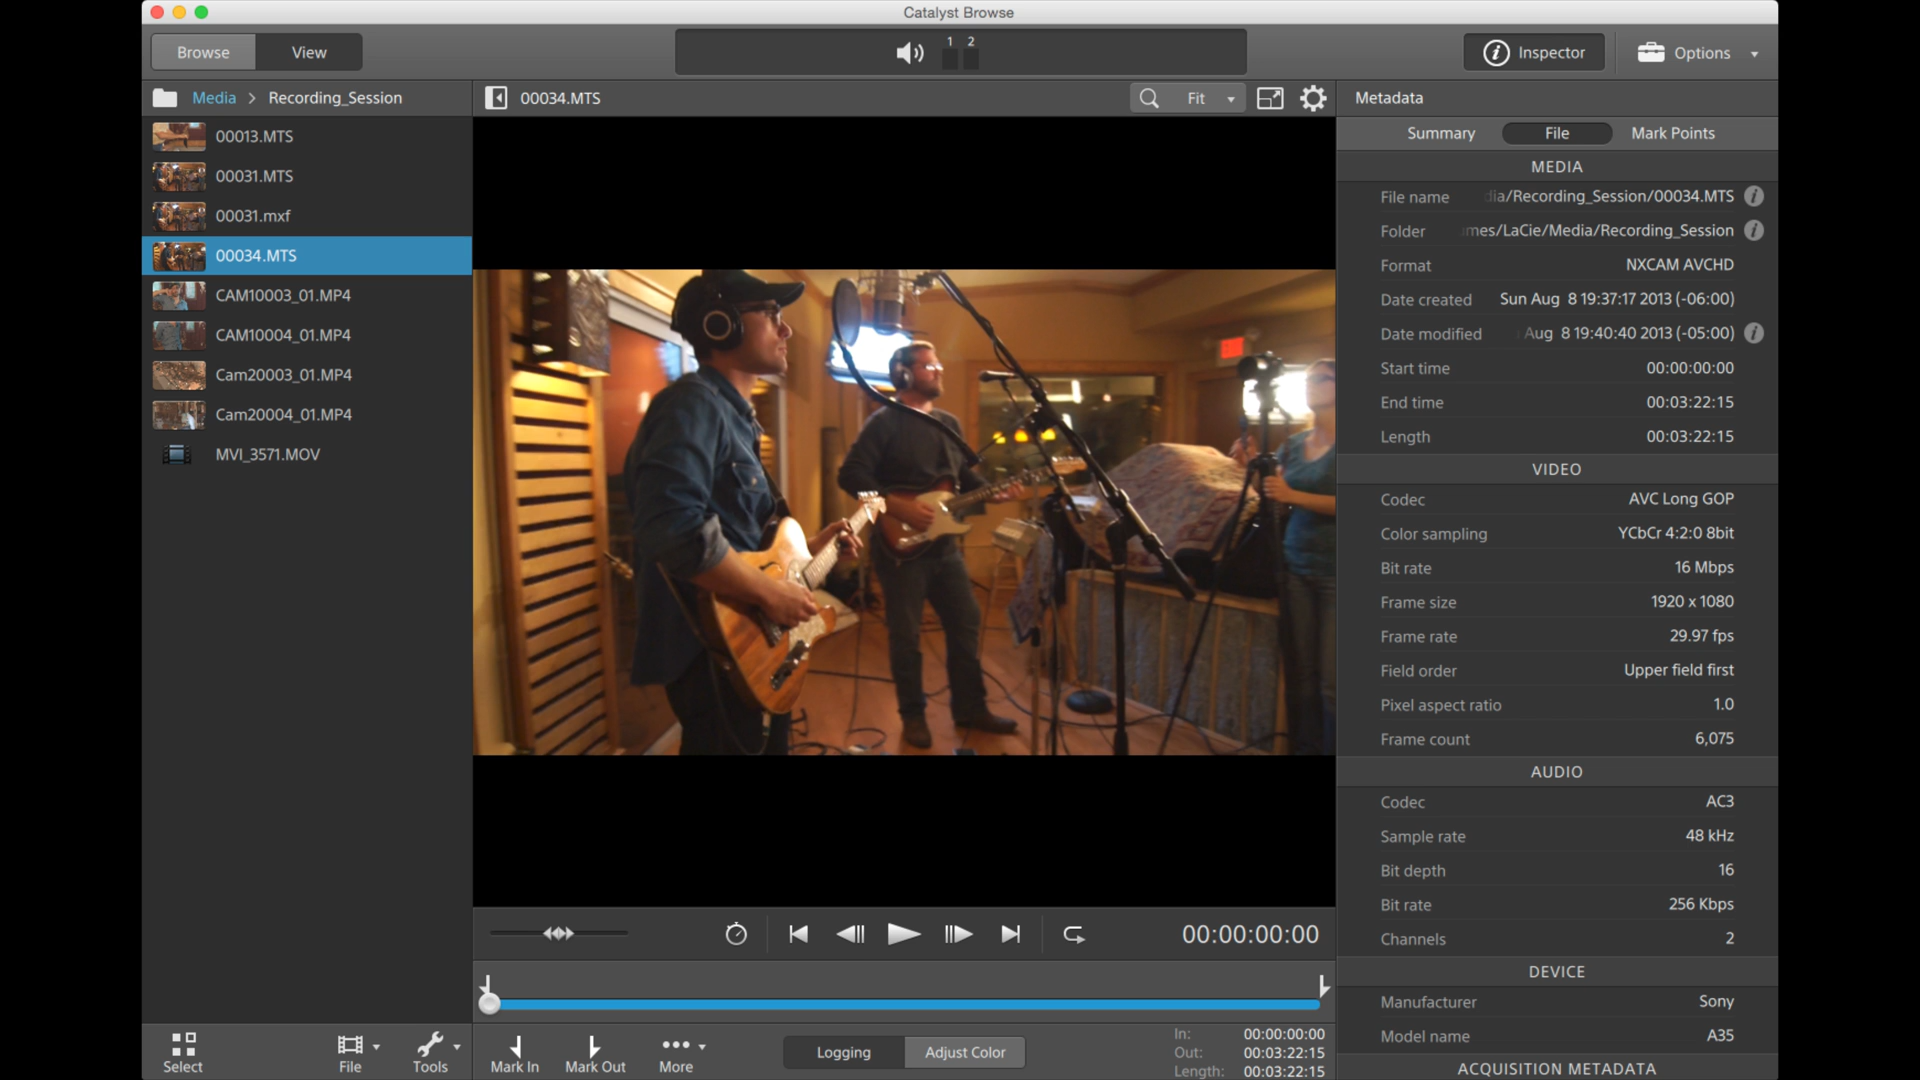 Catalyst Browse
Browse
View
1 2
Inspector
Options
Media > Recording_Session
00034.MTS
Fit
Metadata
00013.MTS
00031.MTS
00031.mxf
00034.MTS
CAM10003_01.MP4
CAM10004_01.MP4
Cam20003_01.MP4
Cam20004_01.MP4
MVI_3571.MOV
Summary
File
Mark Points
MEDIA
File name dia/Recording_Session/00034.MTS
Folder mes/LaCie/Media/Recording_Session
Format NXCAM AVCHD
Date created Sun Aug 8 19:37:17 2013 (-06:00)
Date modified Aug 8 19:40:40 2013 (-05:00)
Start time 00:00:00:00
End time 00:03:22:15
Length 00:03:22:15
VIDEO
Codec AVC Long GOP
Color sampling YCbCr 4:2:0 8bit
Bit rate 16 Mbps
Frame size 1920 x 1080
Frame rate 29.97 fps
Field order Upper field first
Pixel aspect ratio 1.0
Frame count 6,075
AUDIO
Codec AC3
Sample rate 48 kHz
Bit depth 16
Bit rate 256 Kbps
Channels 2
DEVICE
Manufacturer Sony
Model name A35
ACQUISITION METADATA
00:00:00:00
Select
File
Tools
Mark In
Mark Out
More
Logging
Adjust Color
In: 00:00:00:00
Out: 00:03:22:15
Length: 00:03:22:15